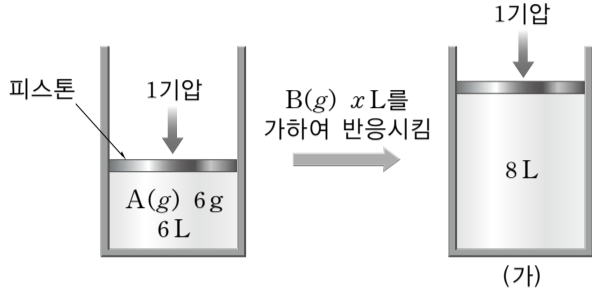 1기압
피스톤
1기압
B(g) x L를
가하여 반응시킴
8 L
A(g) 6 g
6 L
(가)